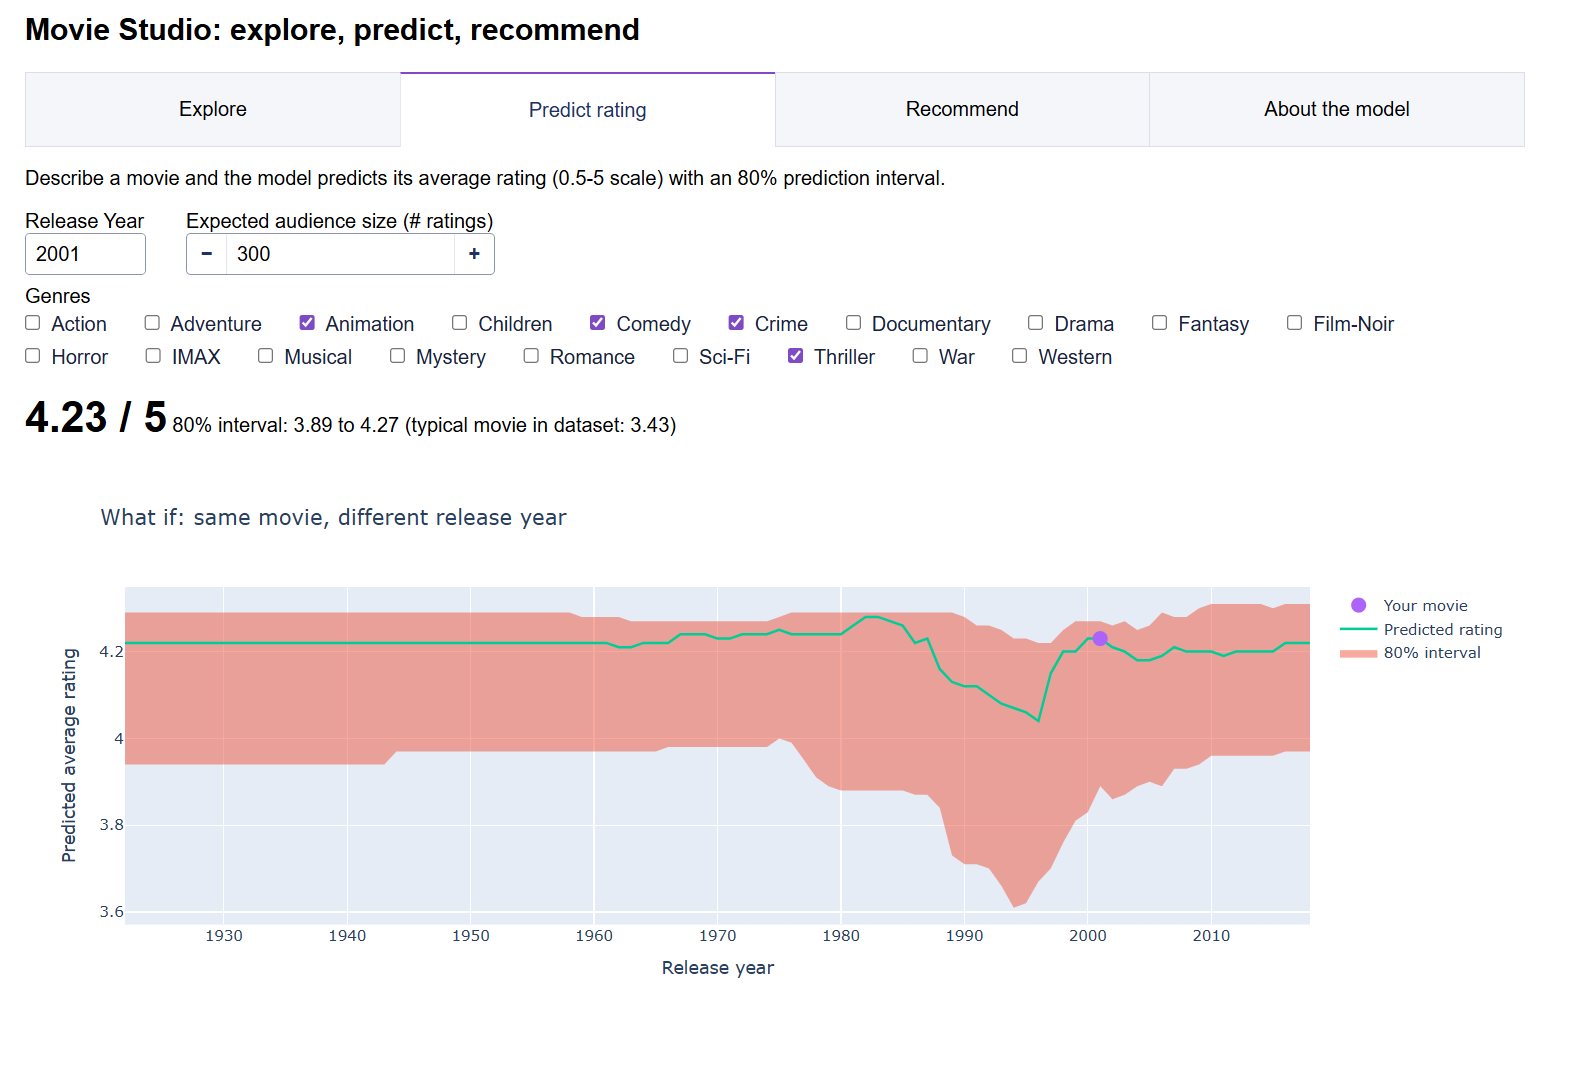 Movie Studio: explore, predict, recommend
Explore Predict rating Recommend About the model
Describe a movie and the model predicts its average rating (0.5-5 scale) with an 80% prediction interval.
Release Year Expected audience size (# ratings)
2001 − 300 +
Genres
Action Adventure Animation Children Comedy Crime Documentary Drama Fantasy Film-Noir
Horror IMAX Musical Mystery Romance Sci-Fi Thriller War Western
4.23 / 5 80% interval: 3.89 to 4.27 (typical movie in dataset: 3.43)
What if: same movie, different release year
Your movie
Predicted rating
80% interval
Predicted average rating
4.2
4
3.8
3.6
1930 1940 1950 1960 1970 1980 1990 2000 2010
Release year